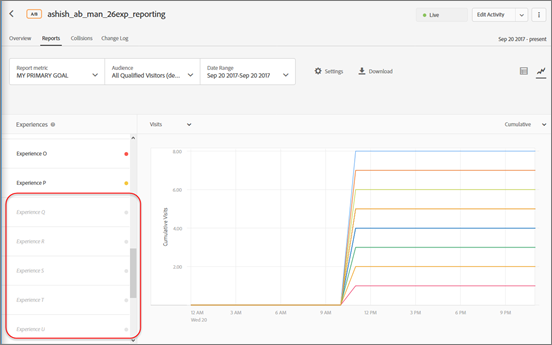 A/B ashish_ab_man_26exp_reporting
Live
Edit Activity
Overview Reports Collisions Change Log
Sep 20 2017 - present
Report metric
MY PRIMARY GOAL
Audience
All Qualified Visitors (de...
Date Range
Sep 20 2017-Sep 20 2017
Settings
Download
Experiences
Visits
Cumulative
Experience O
Experience P
Experience Q
Experience R
Experience S
Experience T
Experience U
Cumulative Visits
8.00
6.00
4.00
2.00
12 AM 3 AM 6 AM 9 AM 12 PM 3 PM 6 PM 9 PM
Wed 20